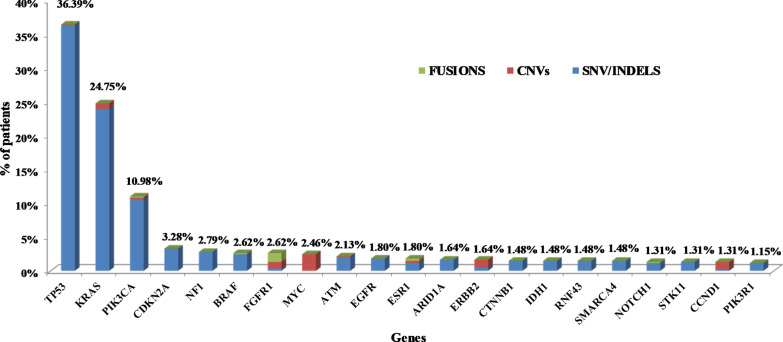 40%
35%
30%
25%
20%
15%
10%
5%
0%
% of patients
FUSIONS CNVs SNV/INDELS
36.39%
24.75%
10.98%
3.28%
2.79%
2.62%
2.62%
2.46%
2.13%
1.80%
1.80%
1.64%
1.64%
1.48%
1.48%
1.48%
1.48%
1.31%
1.31%
1.31%
1.15%
TP53
KRAS
PIK3CA
CDKN2A
NF1
BRAF
FGFR1
MYC
ATM
EGFR
ESR1
ARID1A
ERBB2
CTNNB1
IDH1
RNF43
SMARCA4
NOTCH1
STK11
CCND1
PIK3R1
Genes